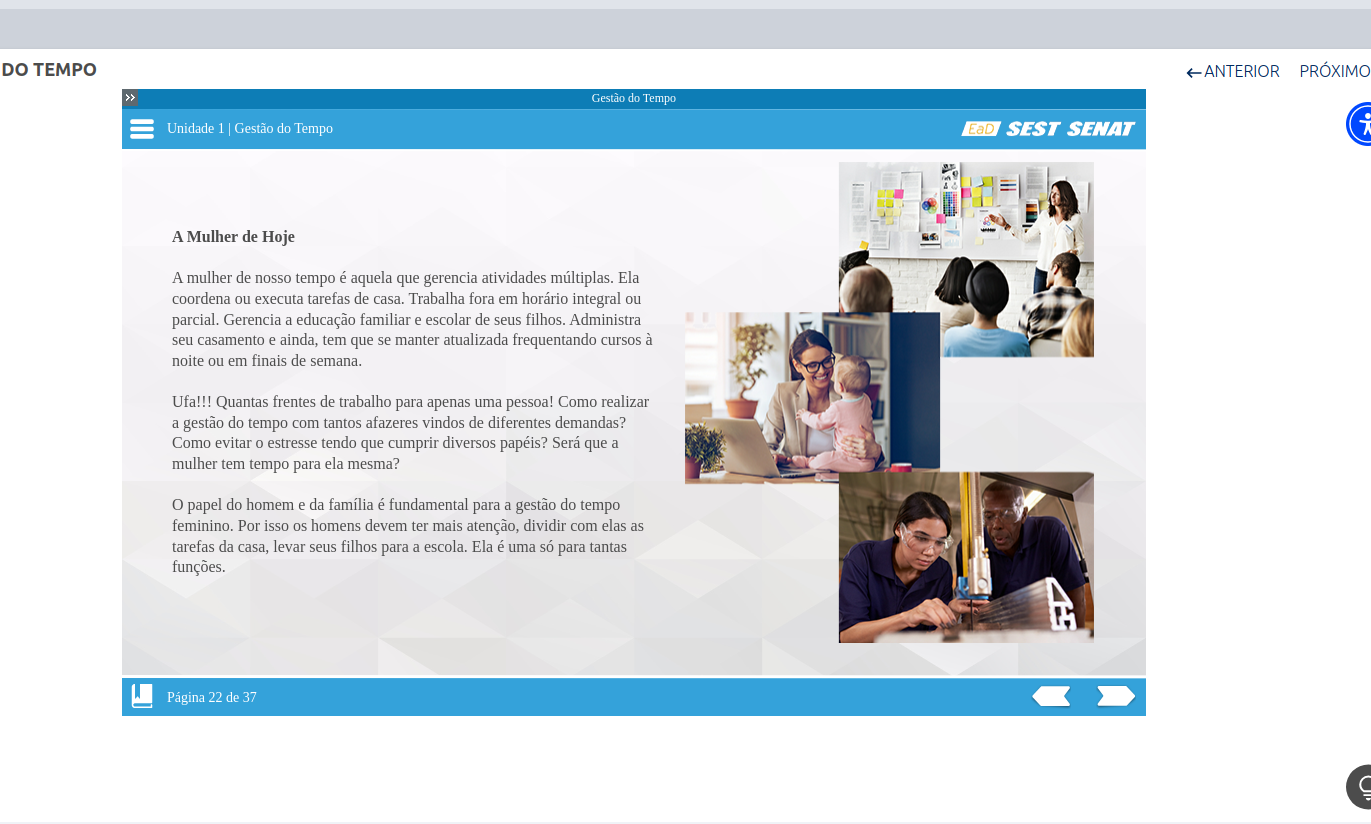 DO TEMPO
ANTERIOR
PRÓXIMO
Gestão do Tempo
Unidade 1 | Gestão do Tempo
EaD SEST SENAT
A Mulher de Hoje
A mulher de nosso tempo é aquela que gerencia atividades múltiplas. Ela
coordena ou executa tarefas de casa. Trabalha fora em horário integral ou
parcial. Gerencia a educação familiar e escolar de seus filhos. Administra
seu casamento e ainda, tem que se manter atualizada frequentando cursos à
noite ou em finais de semana.
Ufa!!! Quantas frentes de trabalho para apenas uma pessoa! Como realizar
a gestão do tempo com tantos afazeres vindos de diferentes demandas?
Como evitar o estresse tendo que cumprir diversos papéis? Será que a
mulher tem tempo para ela mesma?
O papel do homem e da família é fundamental para a gestão do tempo
feminino. Por isso os homens devem ter mais atenção, dividir com elas as
tarefas da casa, levar seus filhos para a escola. Ela é uma só para tantas
funções.
Página 22 de 37